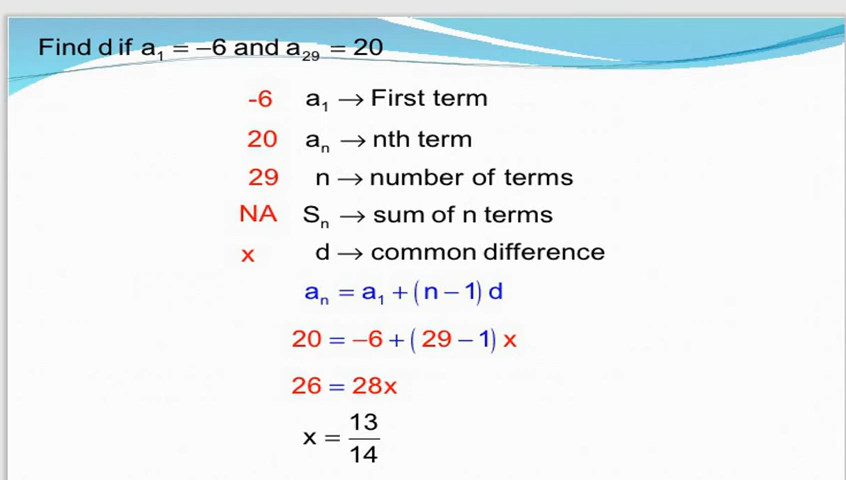 Find d if a₁ = −6 and a₂₉ = 20
-6 a₁ → First term
20 aₙ → nth term
29 n → number of terms
NA Sₙ → sum of n terms
x d → common difference
aₙ = a₁ + (n − 1) d
20 = −6 + (29 − 1) x
26 = 28x
x = 13/14